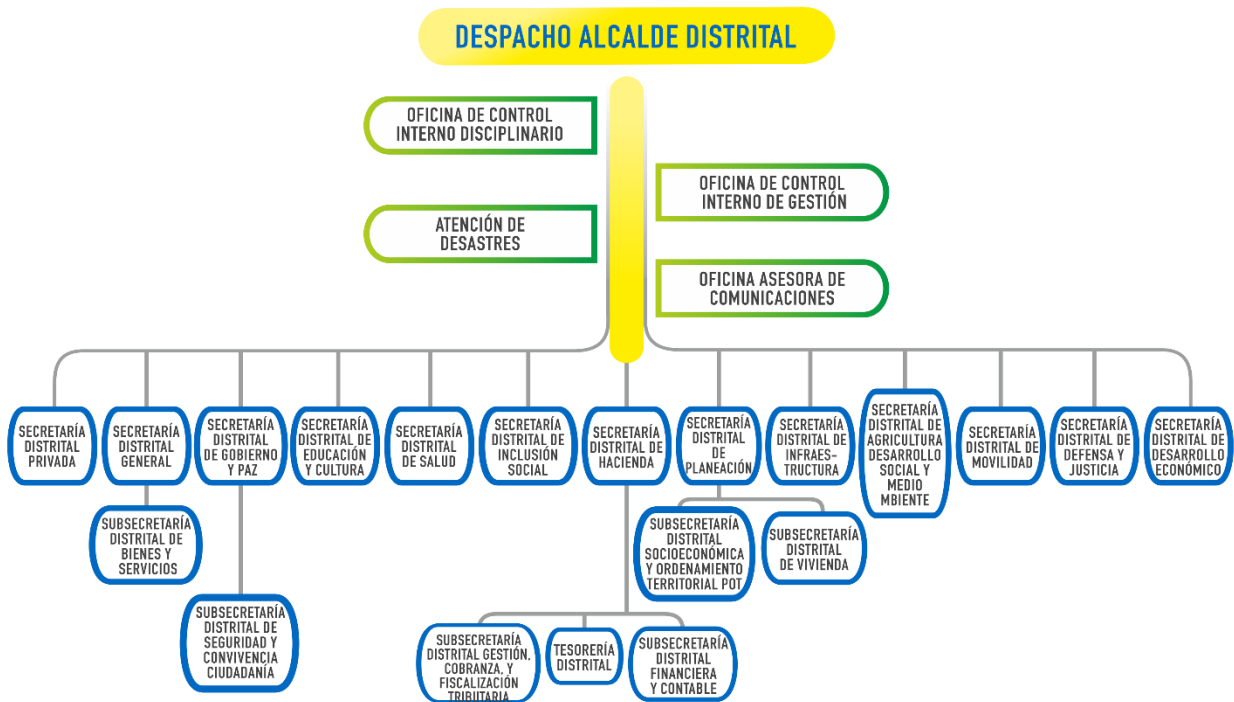 DESPACHO ALCALDE DISTRITAL
OFICINA DE CONTROL
INTERNO DISCIPLINARIO
OFICINA DE CONTROL
INTERNO DE GESTIÓN
ATENCIÓN DE
DESASTRES
OFICINA ASESORA DE
COMUNICACIONES
SECRETARÍA
DISTRITAL
PRIVADA
SECRETARÍA
DISTRITAL
GENERAL
SECRETARÍA
DISTRITAL
DE GOBIERNO
Y PAZ
SECRETARÍA
DISTRITAL DE
EDUCACIÓN
Y CULTURA
SECRETARÍA
DISTRITAL
DE SALUD
SECRETARÍA
DISTRITAL DE
INCLUSIÓN
SOCIAL
SECRETARÍA
DISTRITAL DE
HACIENDA
SECRETARÍA
DISTRITAL
DE
PLANEACIÓN
SECRETARÍA
DISTRITAL DE
INFRAES-
TRUCTURA
SECRETARÍA
DISTRITAL DE
AGRICULTURA
DESARROLLO
SOCIAL Y
MEDIO
MBIENTE
SECRETARÍA
DISTRITAL DE
MOVILIDAD
SECRETARÍA
DISTRITAL DE
DEFENSA Y
JUSTICIA
SECRETARÍA
DISTRITAL DE
DESARROLLO
ECONÓMICO
SUBSECRETARÍA
DISTRITAL DE
BIENES Y
SERVICIOS
SUBSECRETARÍA
DISTRITAL
SOCIOECONÓMICA
Y ORDENAMIENTO
TERRITORIAL POT
SUBSECRETARÍA
DISTRITAL
DE VIVIENDA
SUBSECRETARÍA
DISTRITAL DE
SEGURIDAD Y
CONVIVENCIA
CIUDADANÍA
SUBSECRETARÍA
DISTRITAL GESTIÓN,
COBRANZA, Y
FISCALIZACIÓN
TRIBUTARIA
TESORERÍA
DISTRITAL
SUBSECRETARÍA
DISTRITAL
FINANCIERA
Y CONTABLE